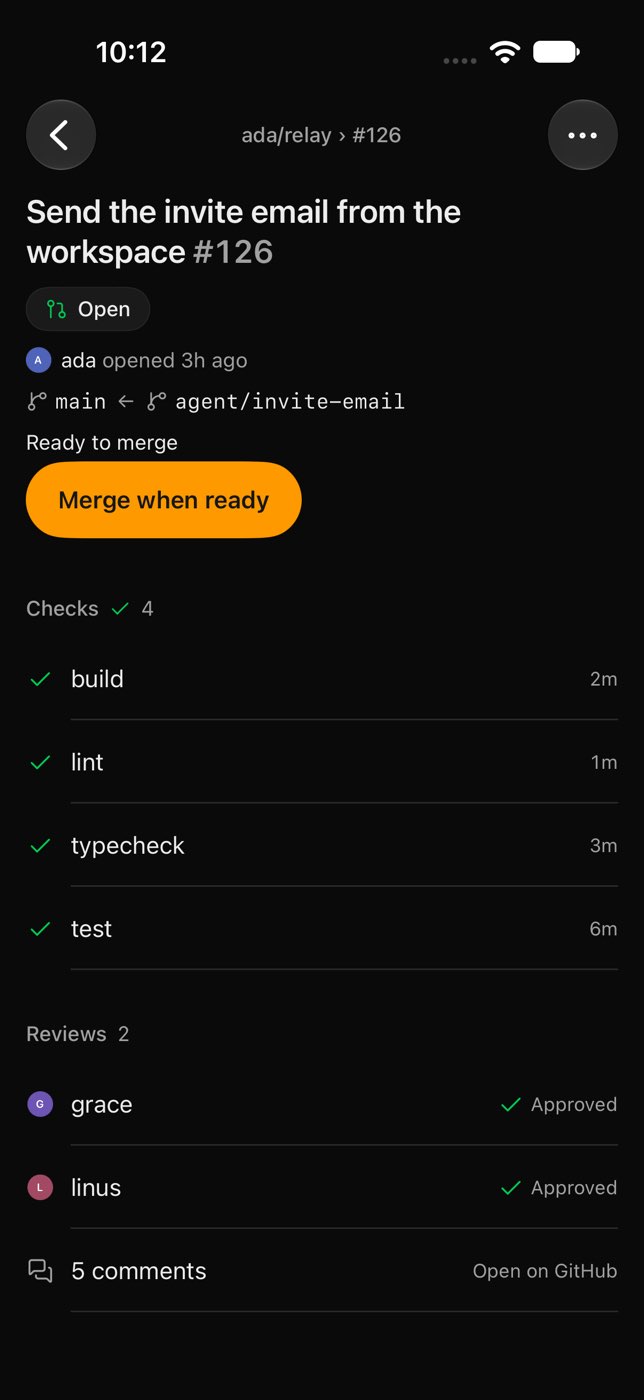 10:12
ada/relay › #126
Send the invite email from the
workspace #126
Open
A ada opened 3h ago
main ← agent/invite-email
Ready to merge
Merge when ready
Checks 4
build 2m
lint 1m
typecheck 3m
test 6m
Reviews 2
G grace Approved
L linus Approved
5 comments Open on GitHub